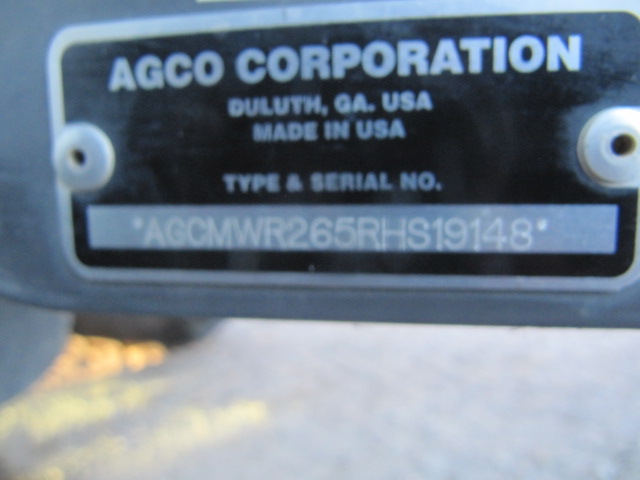 AGCO CORPORATION
DULUTH, GA. USA
MADE IN USA
TYPE & SERIAL NO.
*AGCMWR265RHS19148*